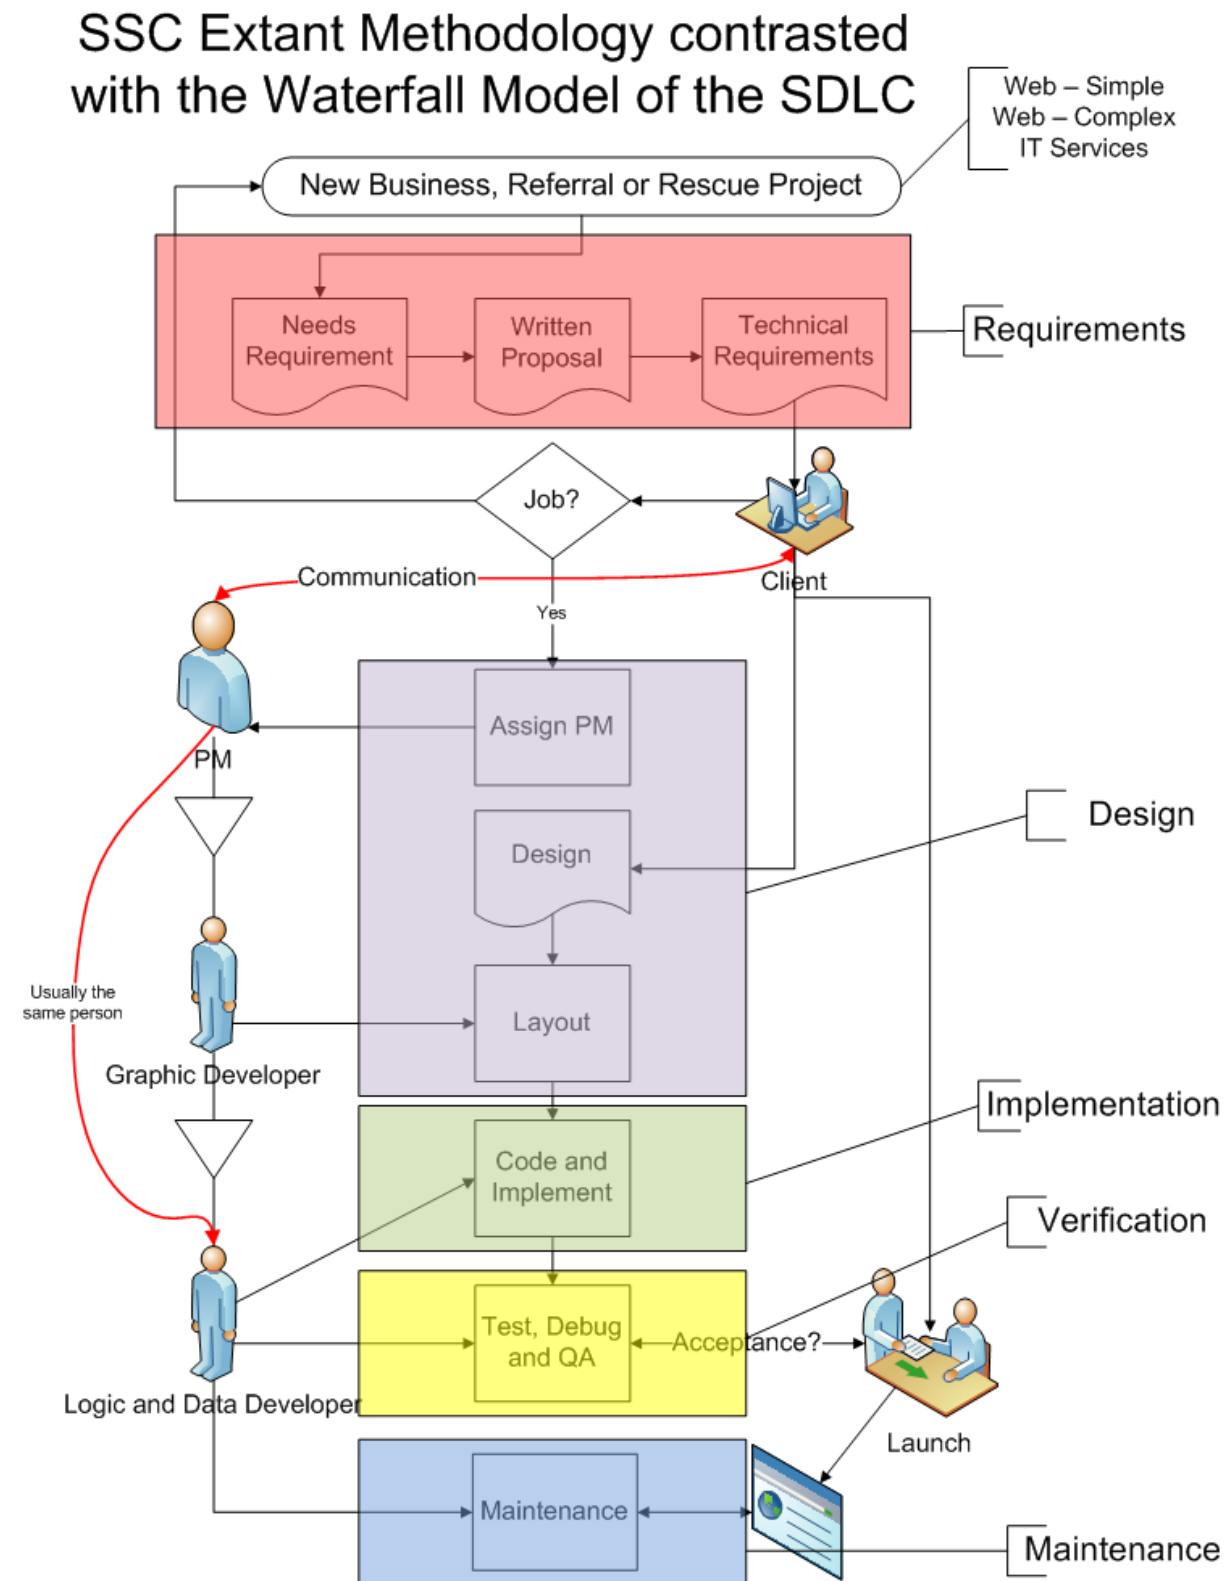 SSC Extant Methodology contrasted
with the Waterfall Model of the SDLC
Web – Simple
Web – Complex
IT Services
New Business, Referral or Rescue Project
Needs
Requirement
Written
Proposal
Technical
Requirements
Requirements
Job?
Communication
Client
Yes
Assign PM
PM
Design
Design
Usually the
same person
Layout
Graphic Developer
Implementation
Code and
Implement
Verification
Test, Debug
and QA
Acceptance?
Logic and Data Developer
Launch
Maintenance
Maintenance